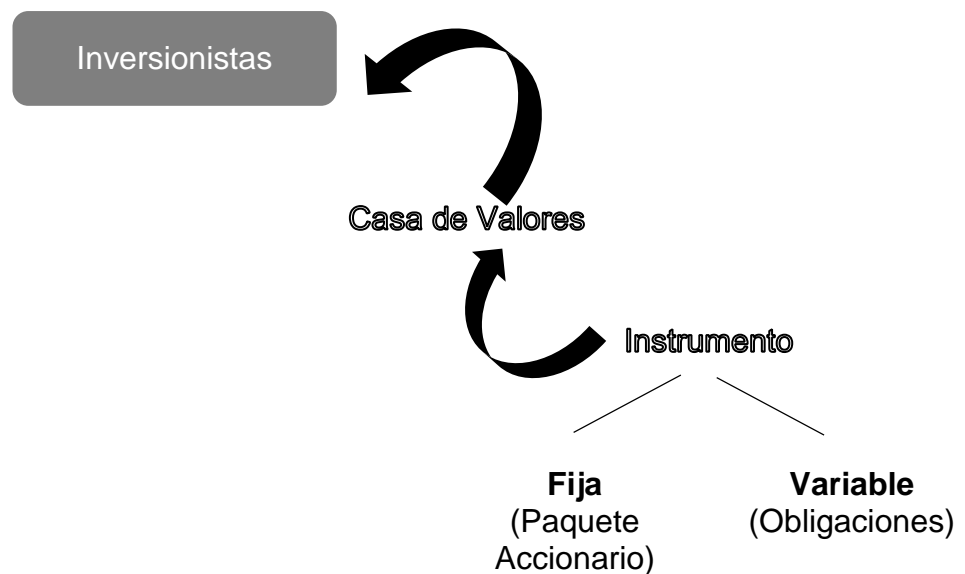 Inversionistas
Casa de Valores
Instrumento
Fija
(Paquete
Accionario)
Variable
(Obligaciones)